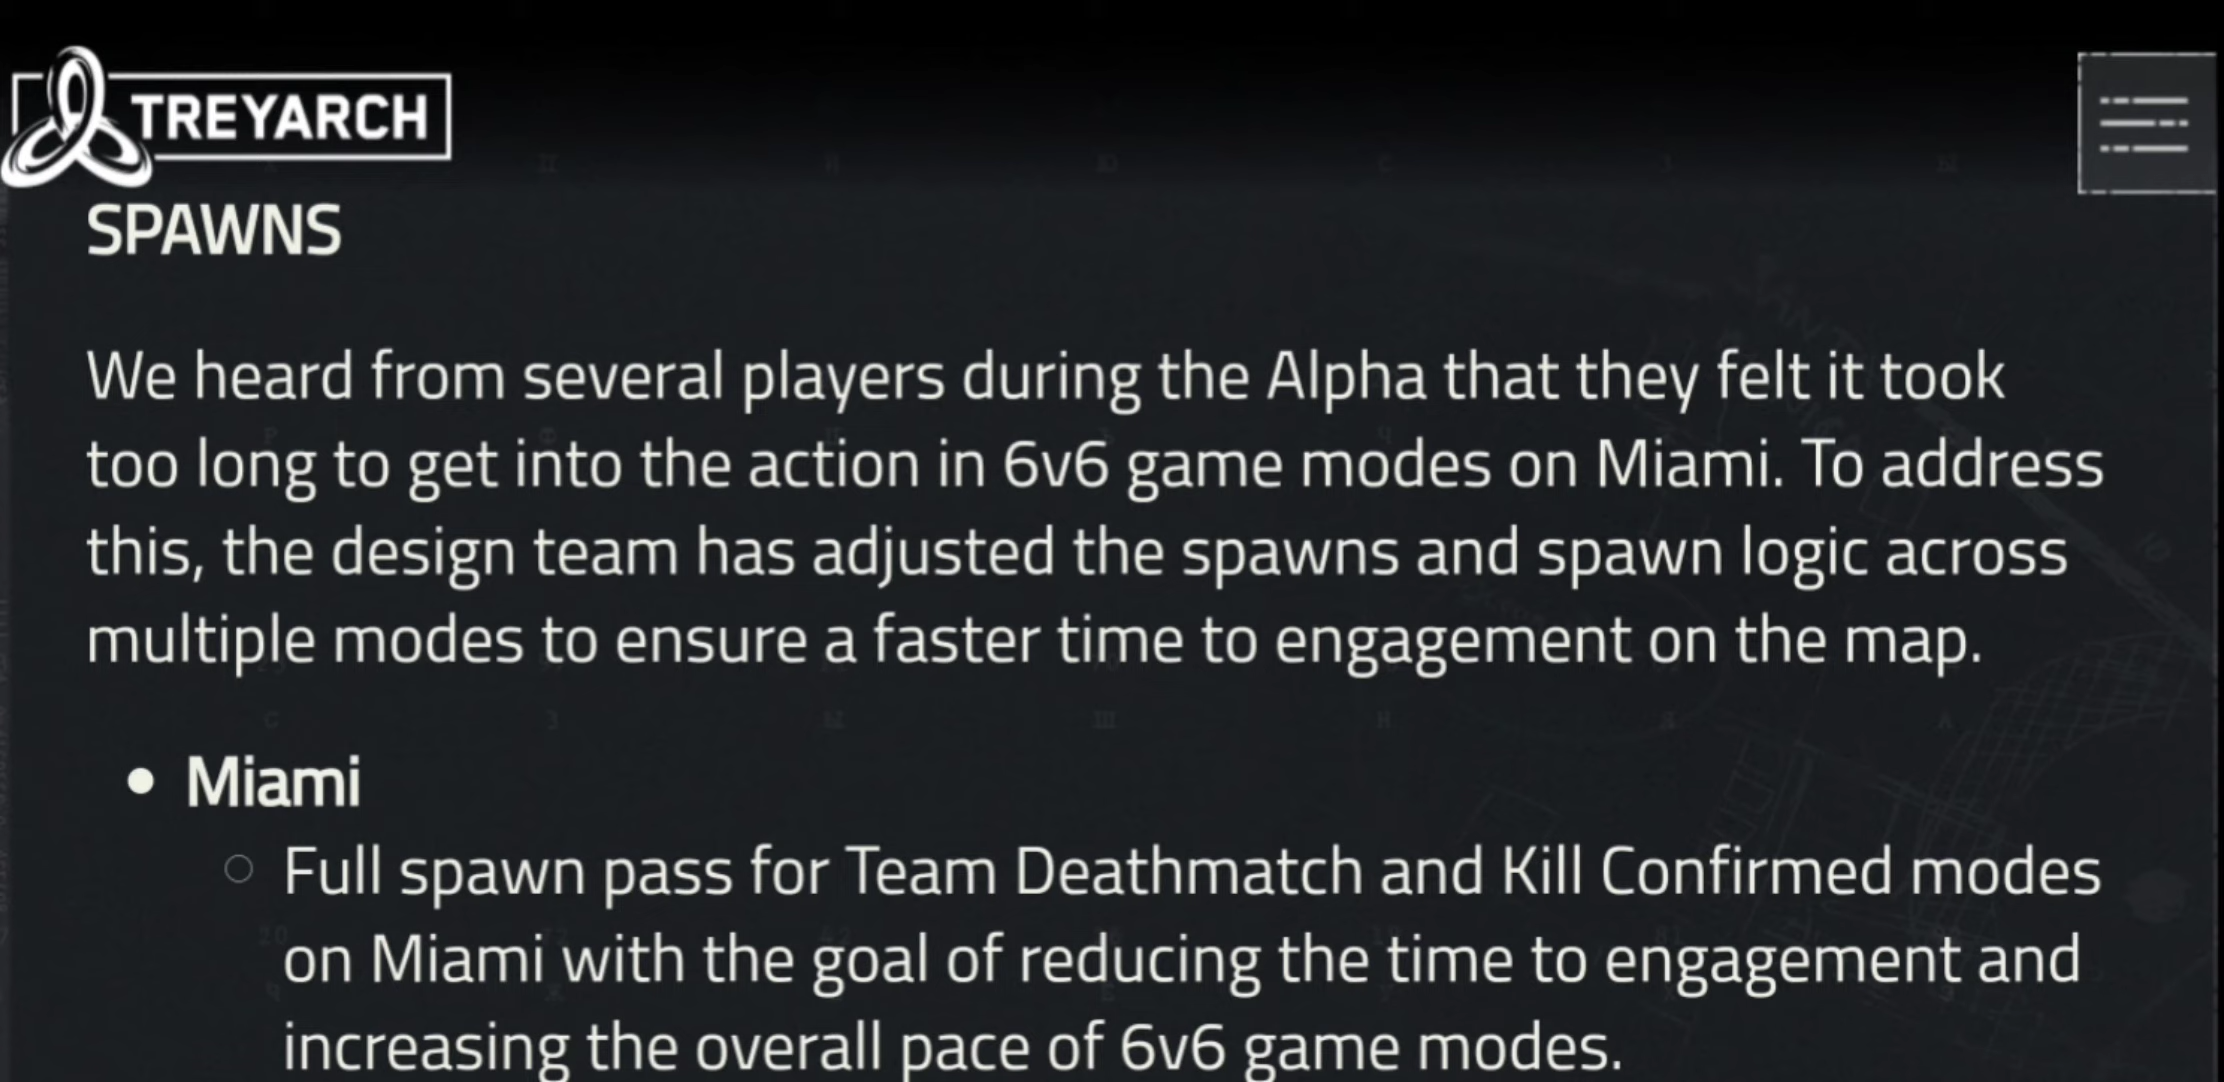 TREYARCH
SPAWNS
We heard from several players during the Alpha that they felt it took
too long to get into the action in 6v6 game modes on Miami. To address
this, the design team has adjusted the spawns and spawn logic across
multiple modes to ensure a faster time to engagement on the map.
• Miami
○ Full spawn pass for Team Deathmatch and Kill Confirmed modes
on Miami with the goal of reducing the time to engagement and
increasing the overall pace of 6v6 game modes.